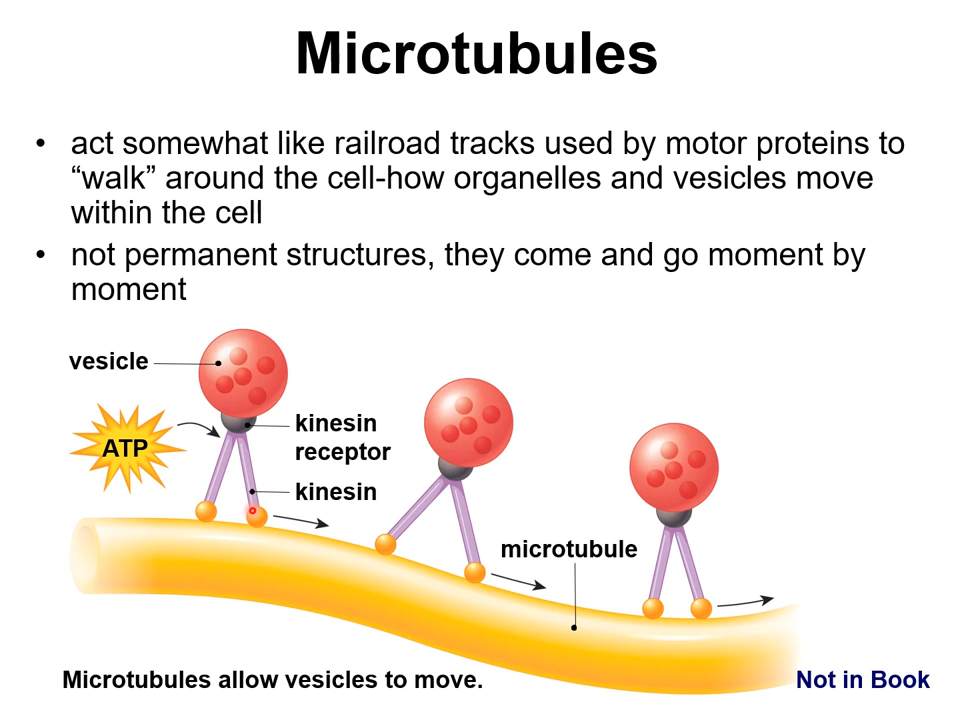 Microtubules
• act somewhat like railroad tracks used by motor proteins to
“walk” around the cell-how organelles and vesicles move
within the cell
• not permanent structures, they come and go moment by
moment
vesicle
ATP
kinesin
receptor
kinesin
microtubule
Microtubules allow vesicles to move.
Not in Book